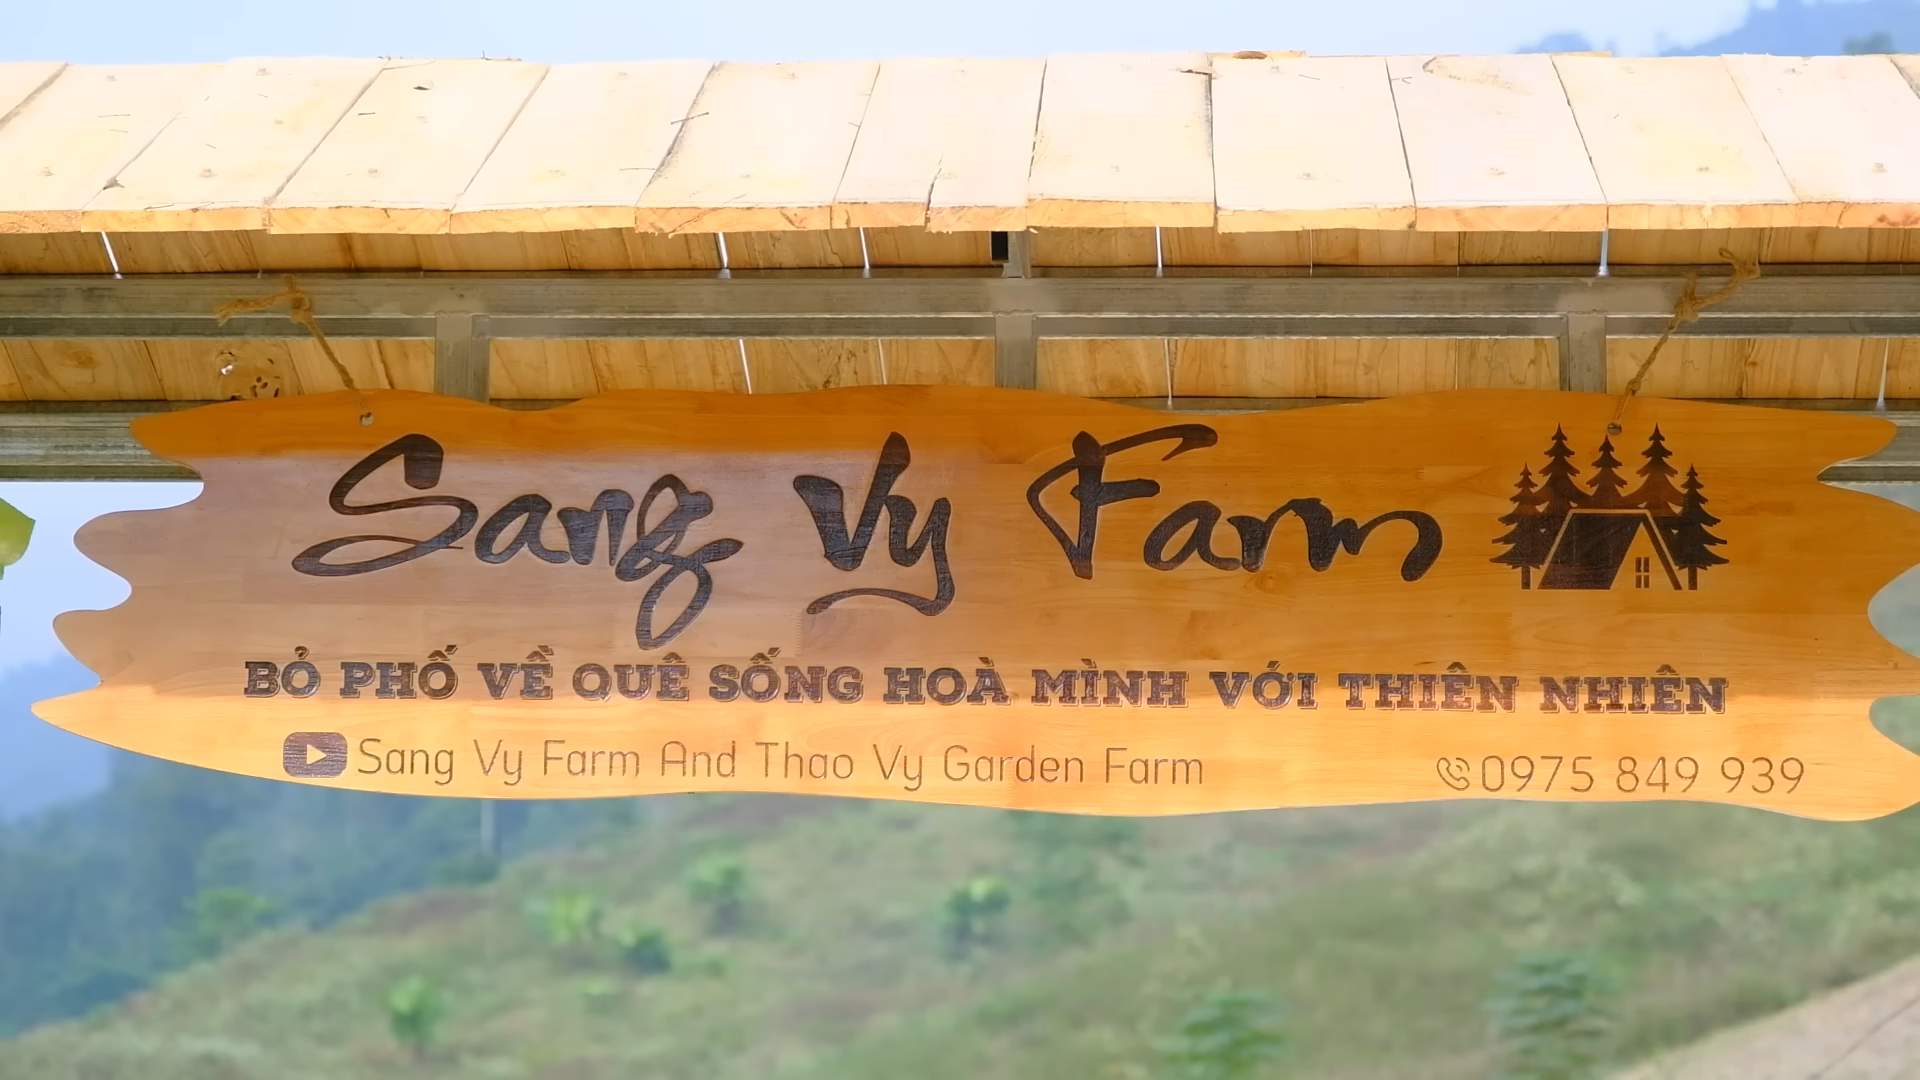 Sang Vy Farm
BỎ PHỐ VỀ QUÊ SỐNG HOÀ MÌNH VỚI THIÊN NHIÊN
Sang Vy Farm And Thao Vy Garden Farm
0975 849 939